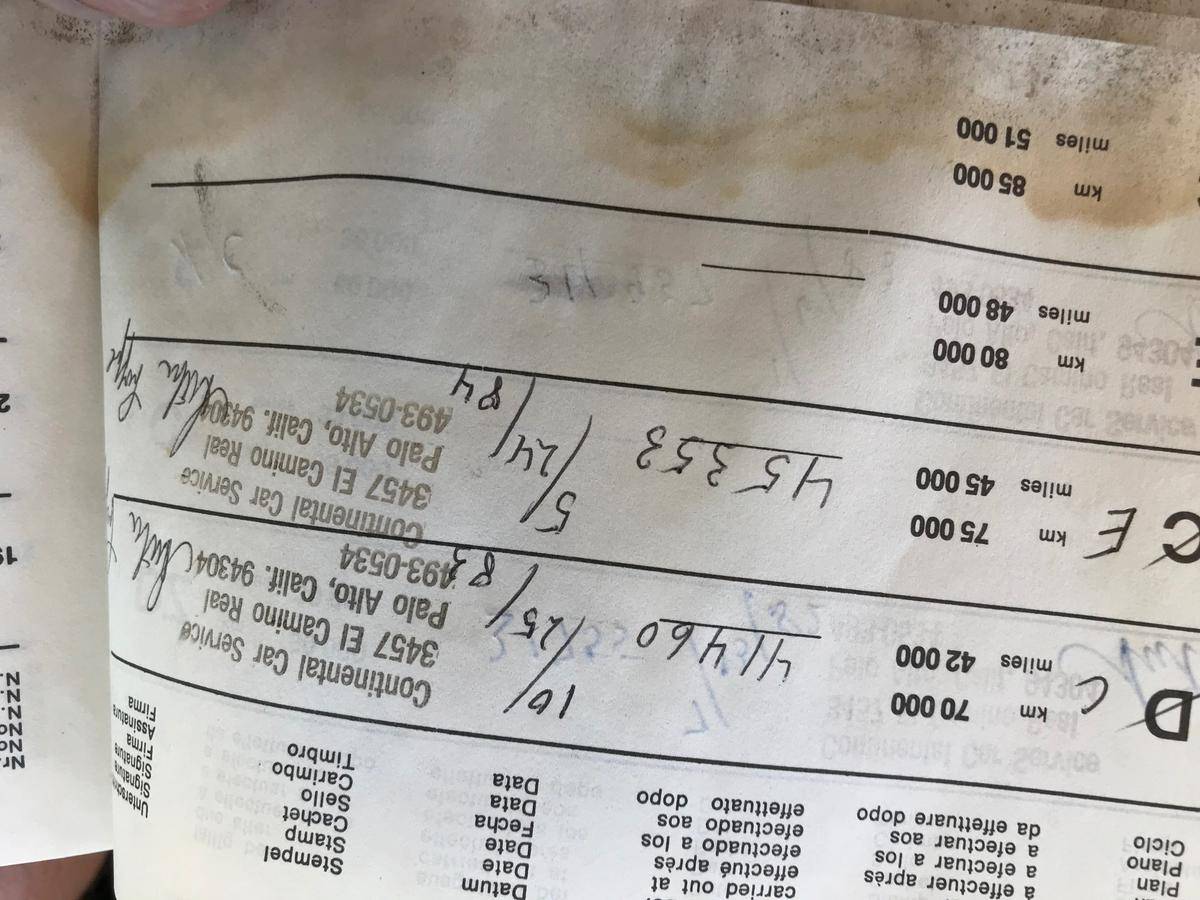 Plan
Plano
Ciclo
à effectuer après
a efectuar a los
a efectuar aos
da effettuare dopo
carried out at
effectué après
efectuado a los
efectuado aos
effettuato dopo
Datum
Date
Date
Fecha
Data
Data
Stempel
Stamp
Cachet
Sello
Carimbo
Timbro
Signature
Signature
Firma
Assinatura
Firma
D C
km 70 000
miles 42 000
41460
10/25/83
Continental Car Service
3457 El Camino Real
Palo Alto, Calif. 94304
493-0534
C E
km 75 000
miles 45 000
45353
5/24/84
Continental Car Service
3457 El Camino Real
Palo Alto, Calif. 94304
493-0534
km 80 000
miles 48 000
km 85 000
miles 51 000